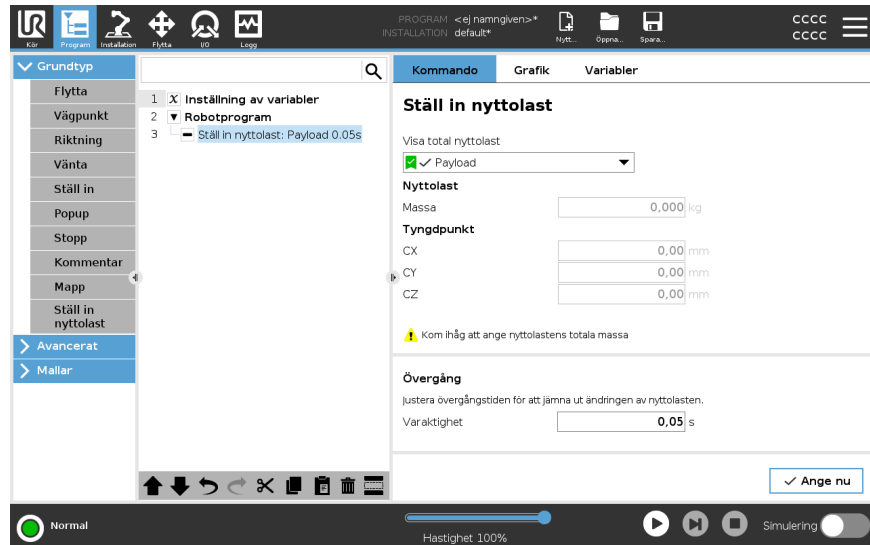 PROGRAM <ej namngiven>*
INSTALLATION default*
cccc
cccc
Kör
Program
Installation
Flytta
I/O
Logg
Nytt...
Öppna...
Spara...
Grundtyp
Flytta
Vägpunkt
Riktning
Vänta
Ställ in
Popup
Stopp
Kommentar
Mapp
Ställ in
nyttolast
Avancerat
Mallar
1 X Inställning av variabler
2 Robotprogram
3 Ställ in nyttolast: Payload 0.05s
Kommando Grafik Variabler
Ställ in nyttolast
Visa total nyttolast
Payload
Nyttolast
Massa 0,000 kg
Tyngdpunkt
CX 0,00 mm
CY 0,00 mm
CZ 0,00 mm
Kom ihåg att ange nyttolastens totala massa
Övergång
Justera övergångstiden för att jämna ut ändringen av nyttolasten.
Varaktighet 0,05 s
Ange nu
Normal
Hastighet 100%
Simulering